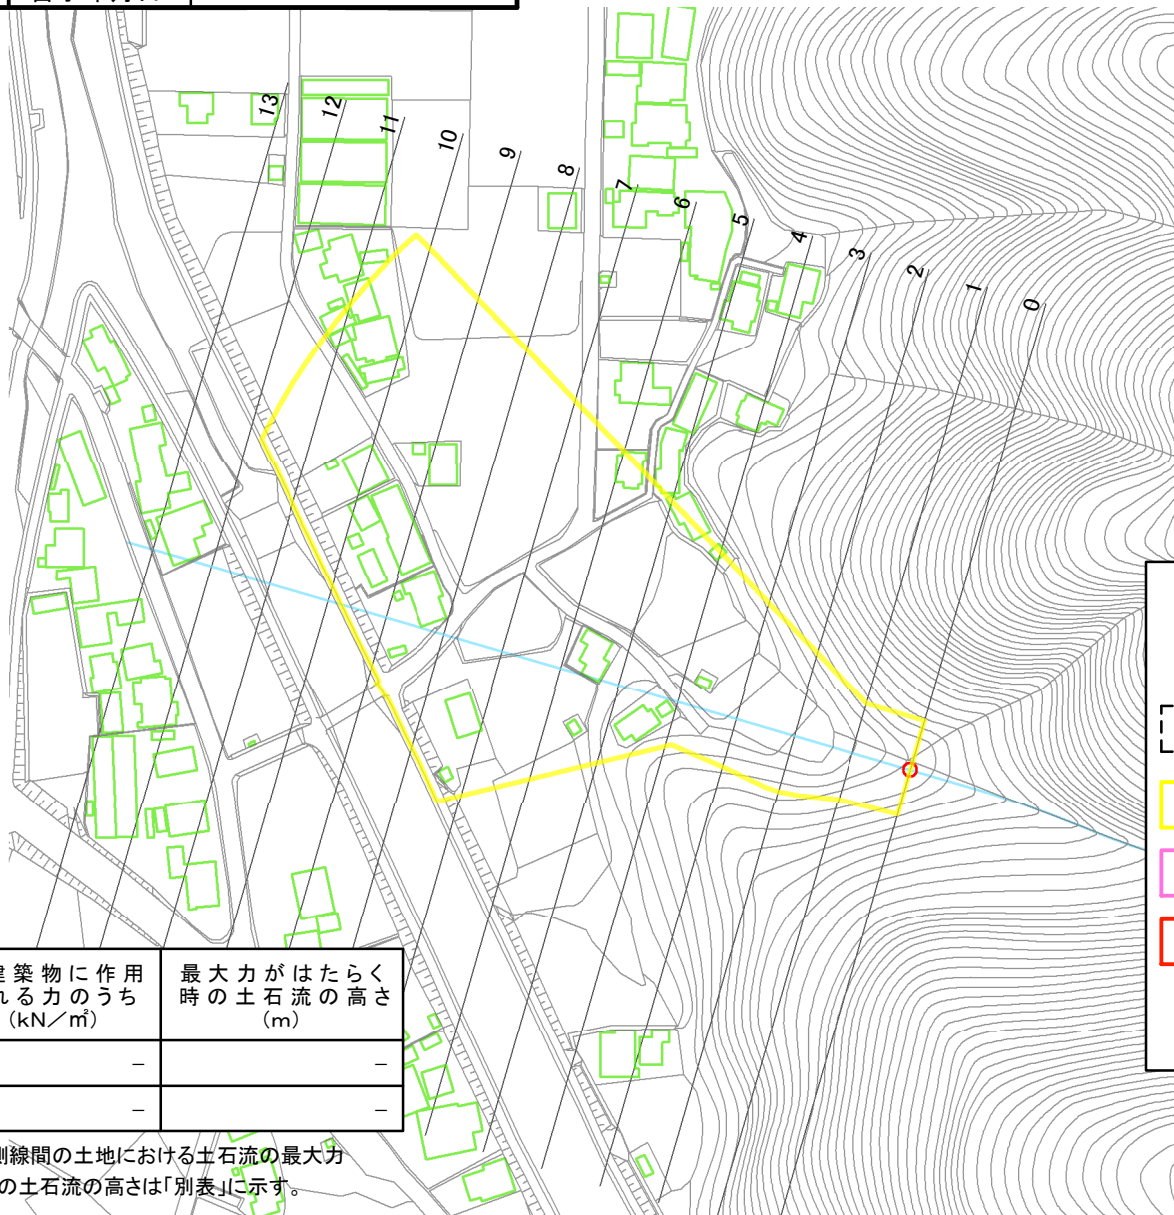 13
12
11
10
9
8
7
6
5
4
3
2
1
0
築物に作用
れる力のうち
(kN/㎡)
最大力がはたらく
時の土石流の高さ
(m)
– –
– –
測線間の土地における土石流の最大力
の土石流の高さは「別表」に示す。